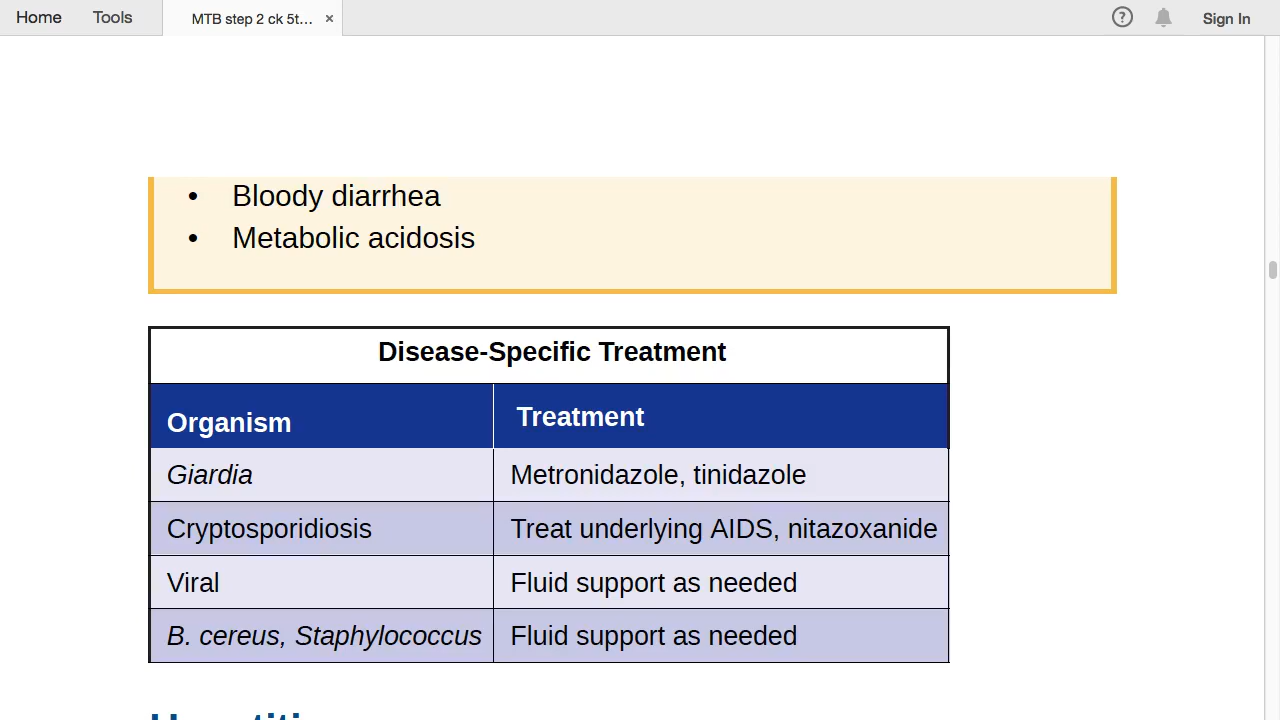 Home Tools MTB step 2 ck 5t... × ? Sign In
• Bloody diarrhea
• Metabolic acidosis
Disease-Specific Treatment
Organism Treatment
Giardia Metronidazole, tinidazole
Cryptosporidiosis Treat underlying AIDS, nitazoxanide
Viral Fluid support as needed
B. cereus, Staphylococcus Fluid support as needed